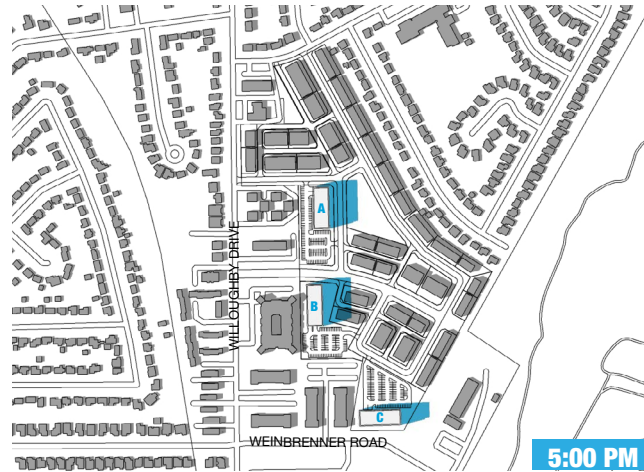 A
WILLOUGHBY DRIVE
B
C
WEINBRENNER ROAD
5:00 PM